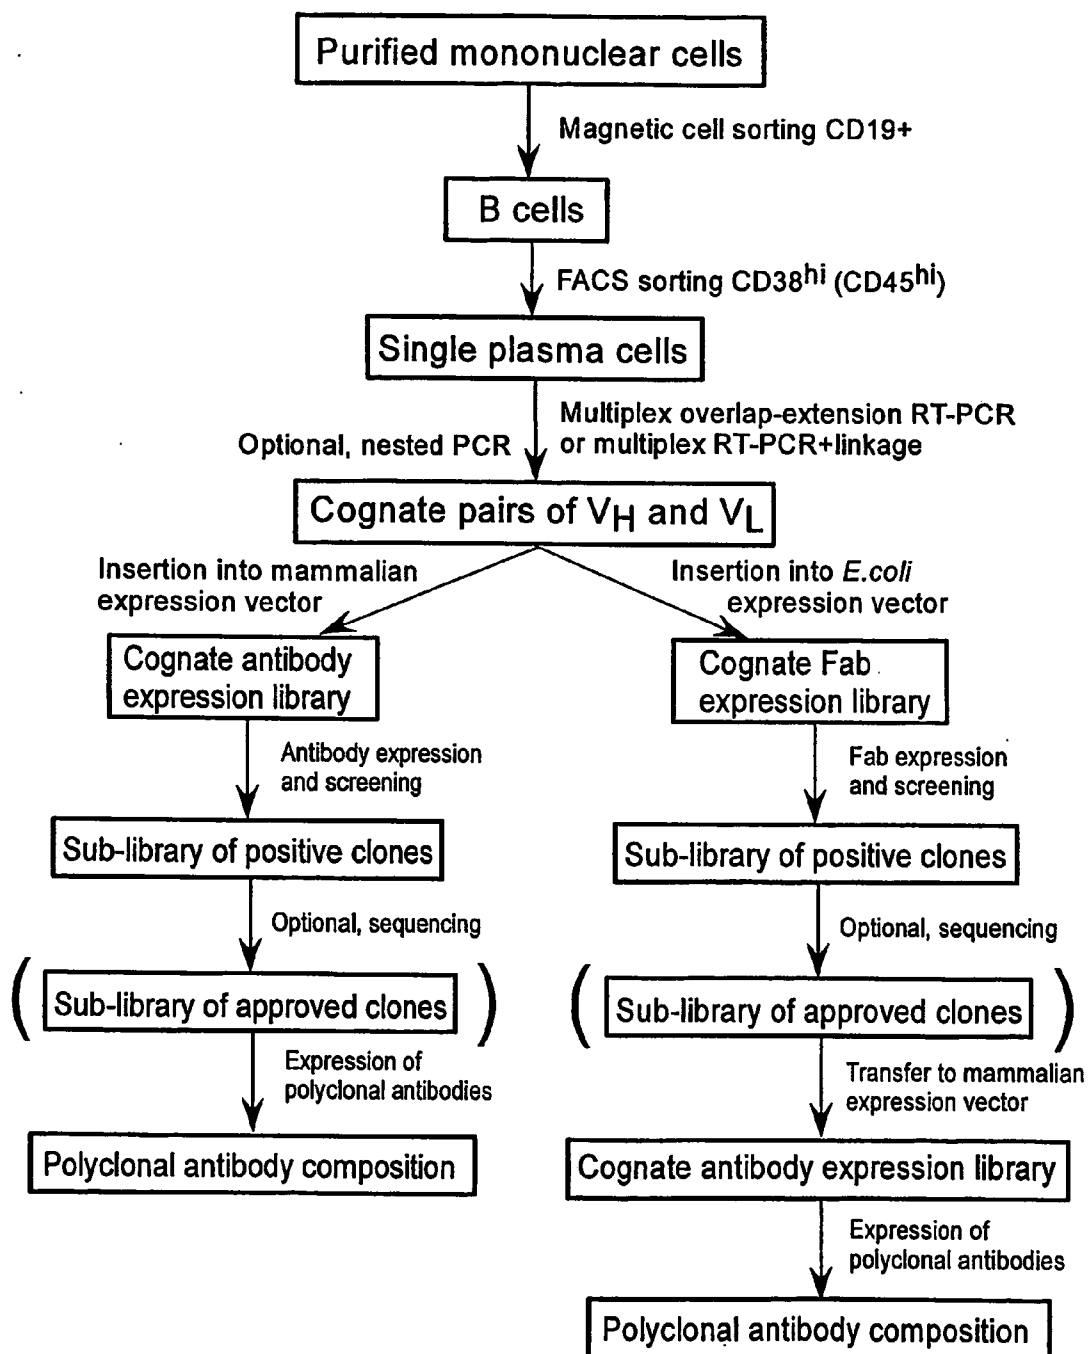 Purified mononuclear cells
Magnetic cell sorting CD19+
B cells
FACS sorting CD38hi (CD45hi)
Single plasma cells
Multiplex overlap-extension RT-PCR
or multiplex RT-PCR+linkage
Optional, nested PCR
Cognate pairs of VH and VL
Insertion into mammalian
expression vector
Cognate antibody
expression library
Antibody expression
and screening
Sub-library of positive clones
Optional, sequencing
( Sub-library of approved clones )
Expression of
polyclonal antibodies
Polyclonal antibody composition
Insertion into E.coli
expression vector
Cognate Fab
expression library
Fab expression
and screening
Sub-library of positive clones
Optional, sequencing
( Sub-library of approved clones )
Transfer to mammalian
expression vector
Cognate antibody expression library
Expression of
polyclonal antibodies
Polyclonal antibody composition